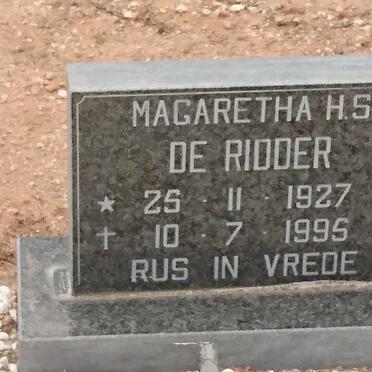 MAGARETHA H.S
DE RIDDER
* 25 · 11 · 1927
† 10 · 7 · 1995
RUS IN VREDE